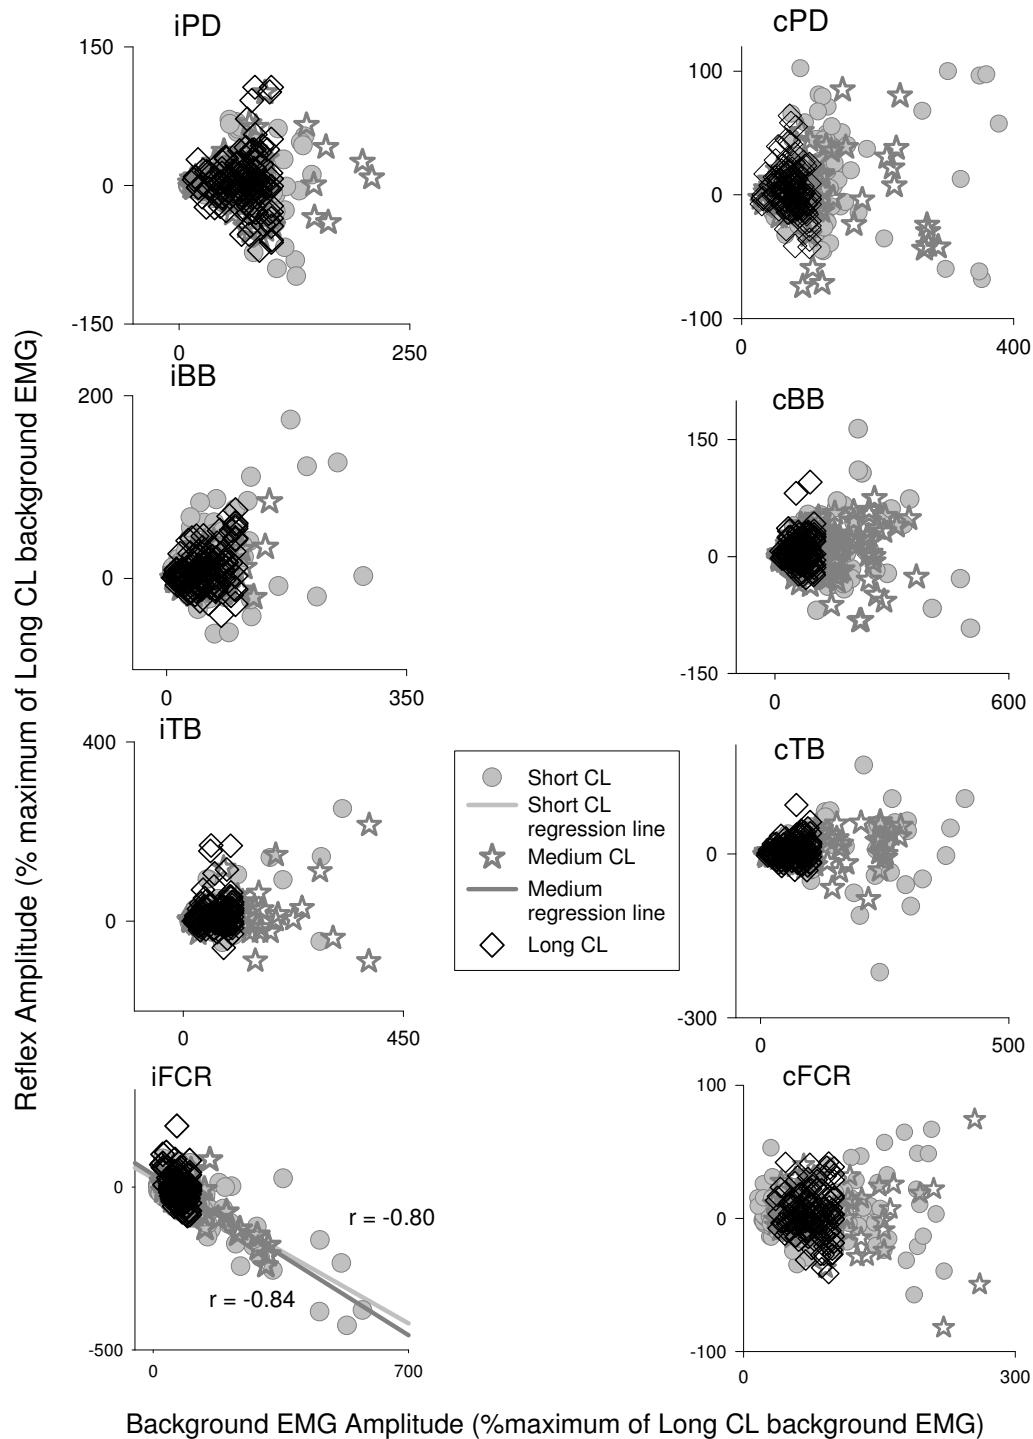 iPD
150
0
-150
0
250
cPD
100
0
-100
0
400
iBB
200
0
0
350
cBB
150
0
-150
0
600
iTB
400
0
0
450
Short CL
Short CL
regression line
Medium CL
Medium
regression line
Long CL
cTB
0
-300
0
500
iFCR
0
-500
0
700
r = -0.80
r = -0.84
cFCR
100
0
-100
0
300
Reflex Amplitude (% maximum of Long CL background EMG)
Background EMG Amplitude (%maximum of Long CL background EMG)